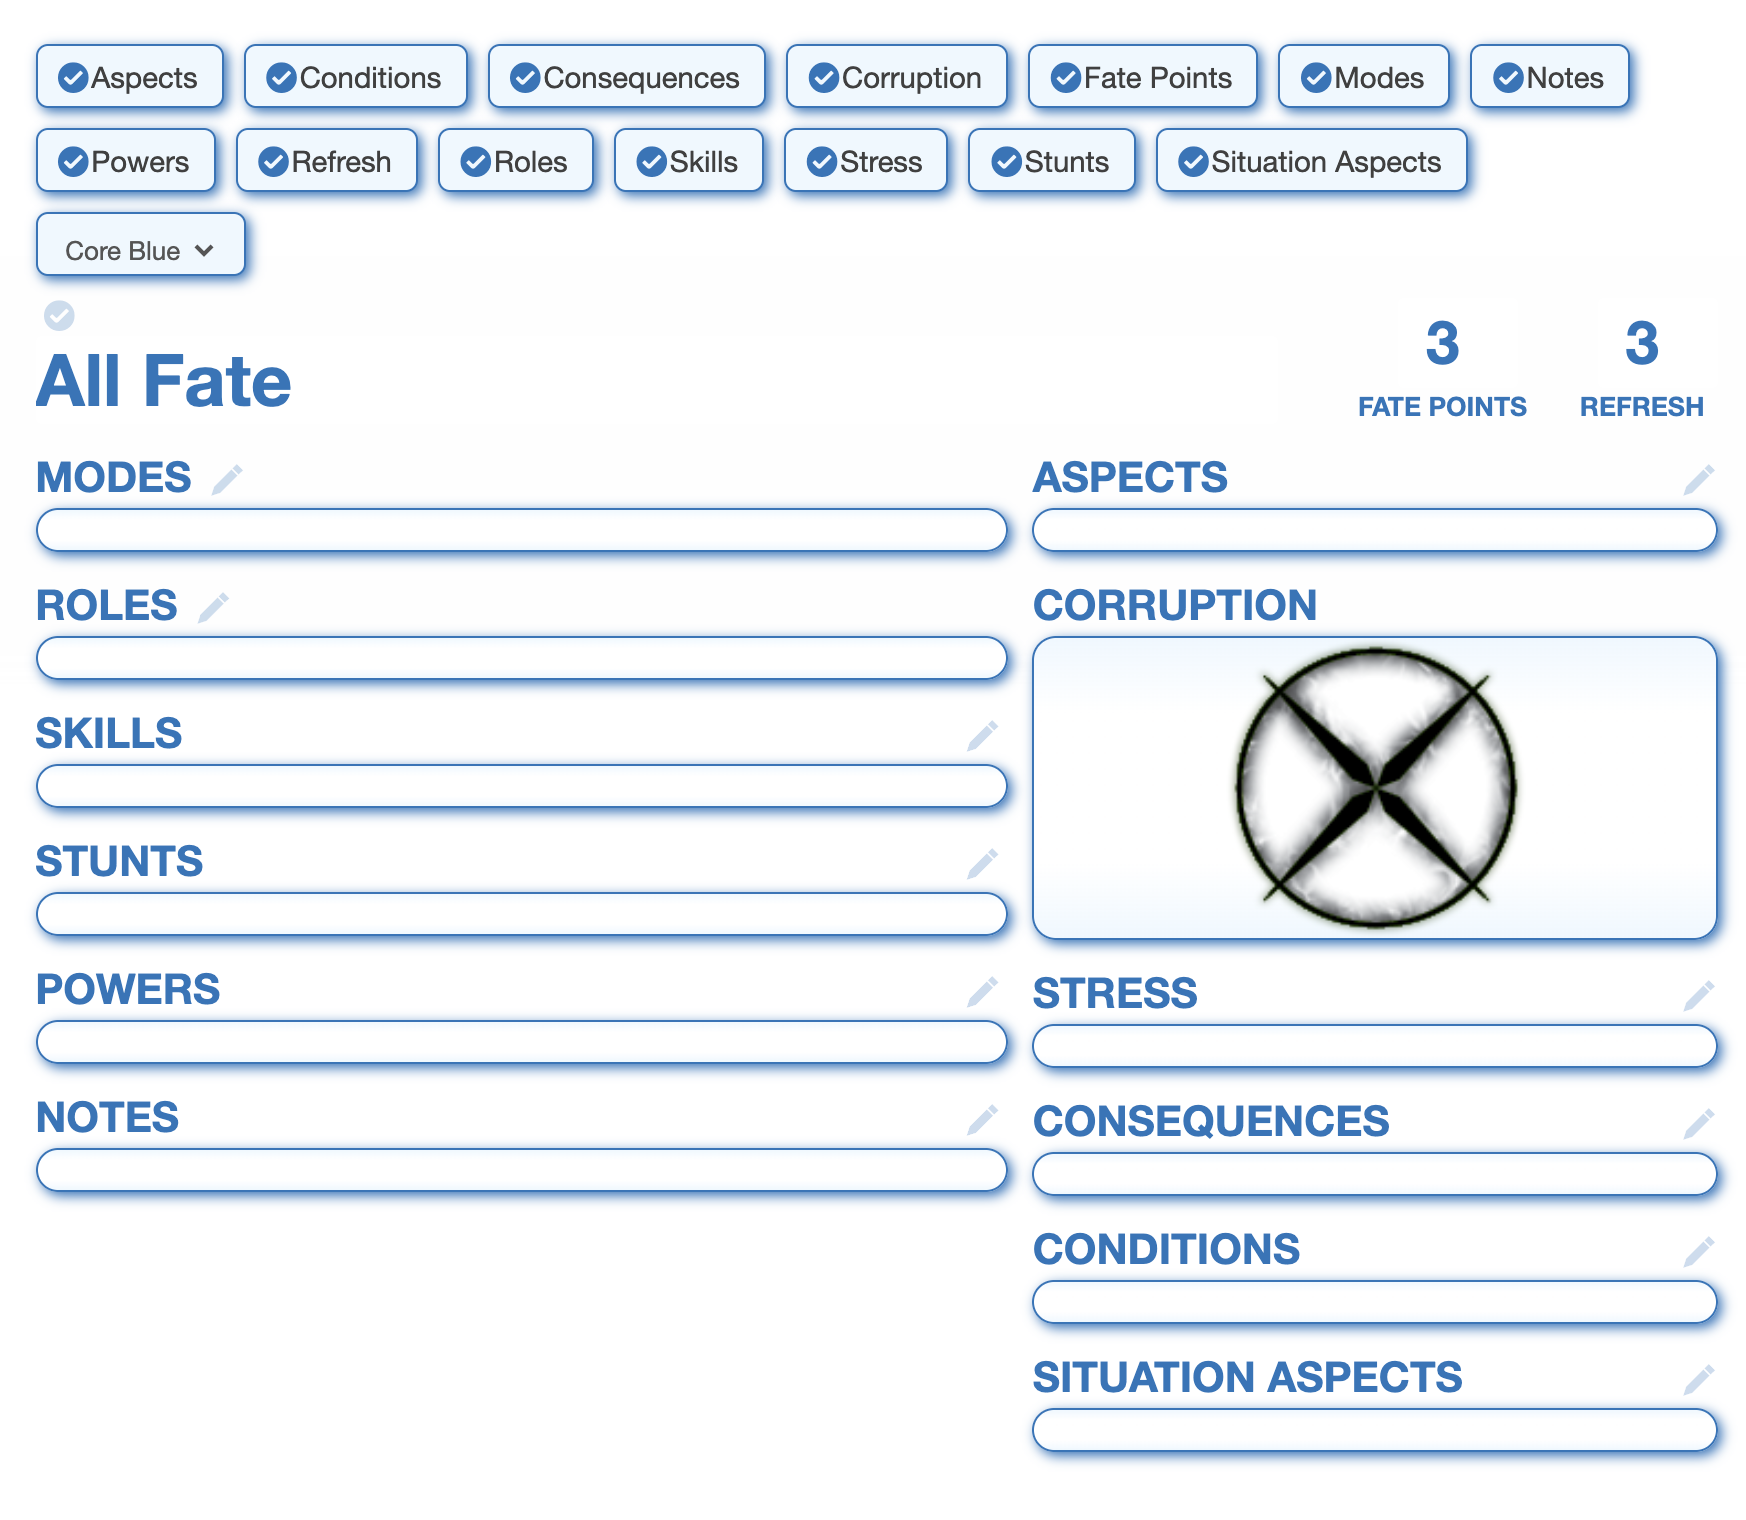 Aspects Conditions Consequences Corruption Fate Points Modes Notes
Powers Refresh Roles Skills Stress Stunts Situation Aspects
Core Blue
All Fate
3 3
FATE POINTS REFRESH
MODES
ROLES
SKILLS
STUNTS
POWERS
NOTES
ASPECTS
CORRUPTION
STRESS
CONSEQUENCES
CONDITIONS
SITUATION ASPECTS